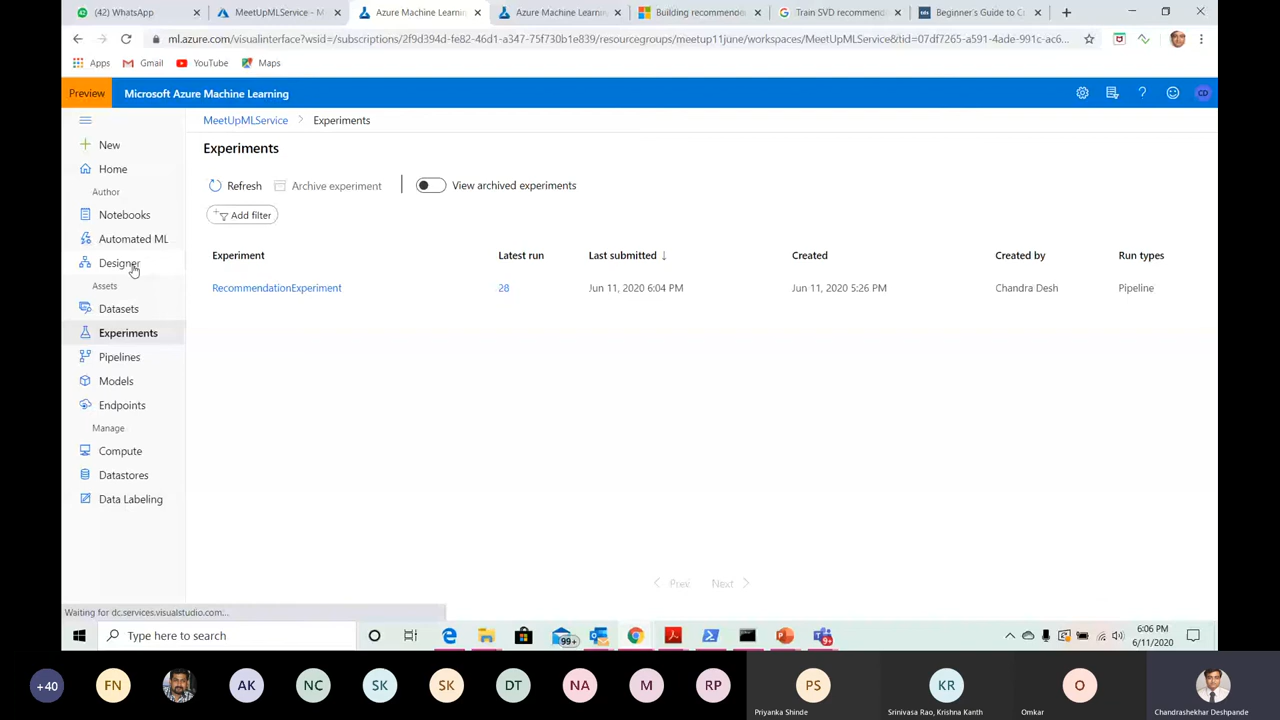 (42) WhatsApp
MeetUpMLService - M
Azure Machine Learnin
Azure Machine Learning
Building recommendo
Train SVD recommende
Beginner's Guide to C
ml.azure.com/visualinterface?wsid=/subscriptions/2f9d394d-fe82-46d1-a347-75f730b1e839/resourcegroups/meetup11june/workspaces/MeetUpMLService&tid=07df7265-a591-4ade-991c-ac6...
Apps
Gmail
YouTube
Maps
Preview
Microsoft Azure Machine Learning
CD
MeetUpMLService > Experiments
New
Home
Author
Notebooks
Automated ML
Designer
Assets
Datasets
Experiments
Pipelines
Models
Endpoints
Manage
Compute
Datastores
Data Labeling
Experiments
Refresh
Archive experiment
View archived experiments
Add filter
Experiment Latest run Last submitted ↓ Created Created by Run types
RecommendationExperiment 28 Jun 11, 2020 6:04 PM Jun 11, 2020 5:26 PM Chandra Desh Pipeline
Prev Next
Waiting for dc.services.visualstudio.com...
Type here to search
99+
9+
6:06 PM
6/11/2020
+40
FN
AK
NC
SK
SK
DT
NA
M
RP
PS
Priyanka Shinde
KR
Srinivasa Rao, Krishna Kanth
O
Omkar
Chandrashekhar Deshpande